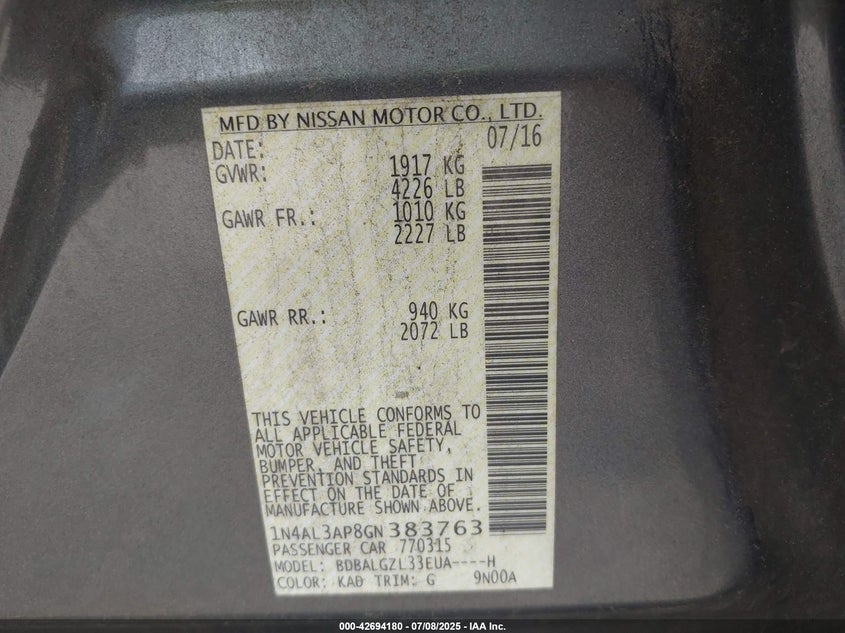 MFD BY NISSAN MOTOR CO., LTD.
DATE: 07/16
GVWR: 1917 KG
4226 LB
GAWR FR.: 1010 KG
2227 LB
GAWR RR.: 940 KG
2072 LB
THIS VEHICLE CONFORMS TO
ALL APPLICABLE FEDERAL
MOTOR VEHICLE SAFETY,
BUMPER, AND THEFT
PREVENTION STANDARDS IN
EFFECT ON THE DATE OF
MANUFACTURE SHOWN ABOVE.
1N4AL3AP8GN383763
PASSENGER CAR 770315
MODEL: BDBALGZL33EUA----H
COLOR: KAD TRIM: G 9N00A
000-42694180 - 07/08/2025 - IAA Inc.